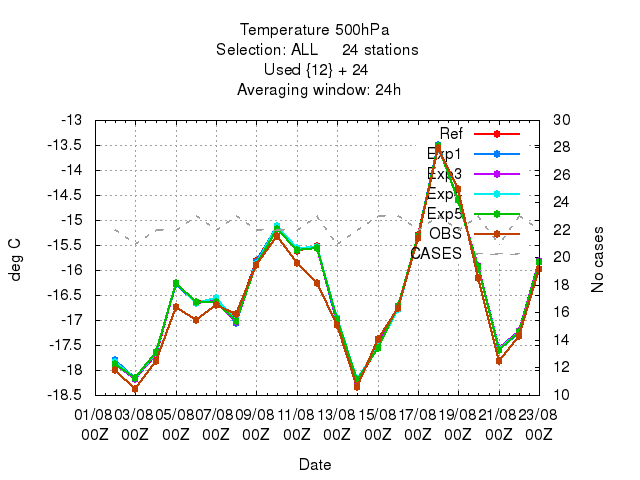 Temperature 500hPa
Selection: ALL 24 stations
Used {12} + 24
Averaging window: 24h
-13
-13.5
-14
-14.5
-15
-15.5
-16
-16.5
-17
-17.5
-18
-18.5
deg C
30
28
26
24
22
20
18
16
14
12
10
No cases
Ref
Exp1
Exp3
Exp5
OBS
CASES
01/08 03/08 05/08 07/08 09/08 11/08 13/08 15/08 17/08 19/08 21/08 23/08
00Z 00Z 00Z 00Z 00Z 00Z 00Z 00Z 00Z 00Z 00Z 00Z
Date